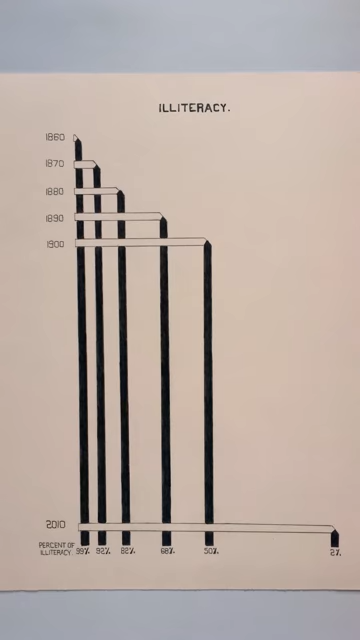 ILLITERACY.
1860
1870
1880
1890
1900
2010
PERCENT OF
ILLITERACY. 99% 92% 82% 68% 50% 2%